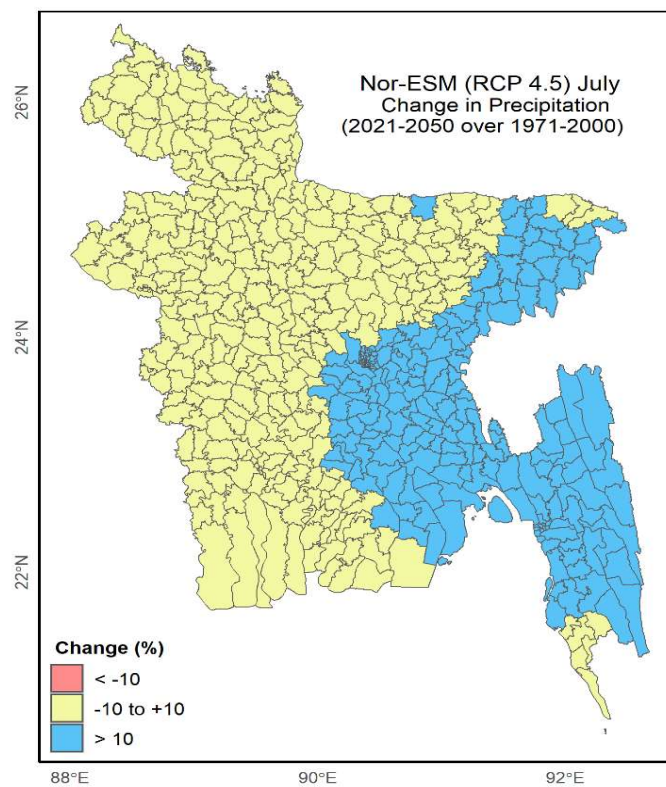 Nor-ESM (RCP 4.5) July
Change in Precipitation
(2021-2050 over 1971-2000)
26°N
24°N
22°N
Change (%)
< -10
-10 to +10
> 10
88°E
90°E
92°E